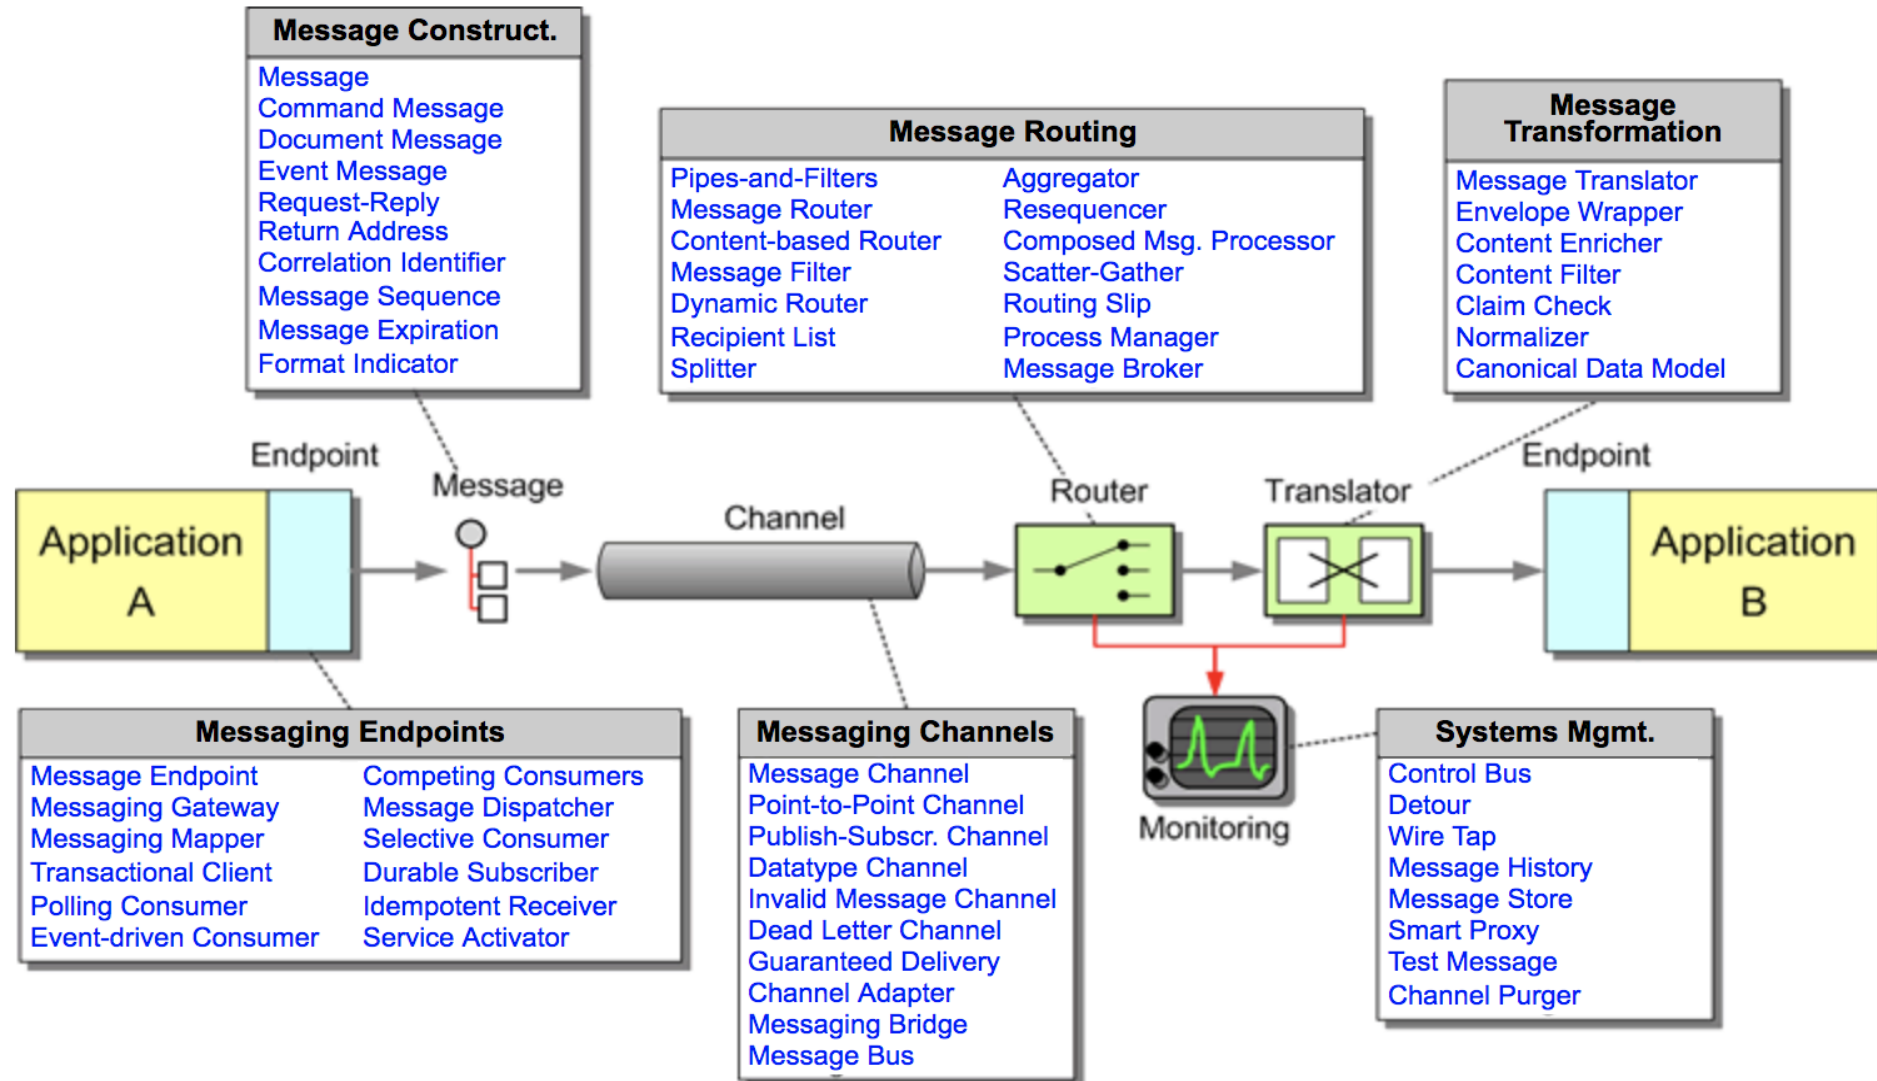 Message Construct.
Message
Command Message
Document Message
Event Message
Request-Reply
Return Address
Correlation Identifier
Message Sequence
Message Expiration
Format Indicator
Message Routing
Pipes-and-Filters
Message Router
Content-based Router
Message Filter
Dynamic Router
Recipient List
Splitter
Aggregator
Resequencer
Composed Msg. Processor
Scatter-Gather
Routing Slip
Process Manager
Message Broker
Message
Transformation
Message Translator
Envelope Wrapper
Content Enricher
Content Filter
Claim Check
Normalizer
Canonical Data Model
Endpoint
Application
A
Message
Channel
Router
Translator
Endpoint
Application
B
Messaging Endpoints
Message Endpoint
Messaging Gateway
Messaging Mapper
Transactional Client
Polling Consumer
Event-driven Consumer
Competing Consumers
Message Dispatcher
Selective Consumer
Durable Subscriber
Idempotent Receiver
Service Activator
Messaging Channels
Message Channel
Point-to-Point Channel
Publish-Subscr. Channel
Datatype Channel
Invalid Message Channel
Dead Letter Channel
Guaranteed Delivery
Channel Adapter
Messaging Bridge
Message Bus
Monitoring
Systems Mgmt.
Control Bus
Detour
Wire Tap
Message History
Message Store
Smart Proxy
Test Message
Channel Purger